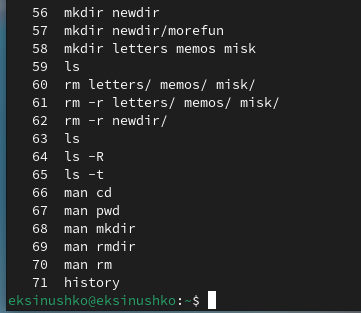 56 mkdir newdir
57 mkdir newdir/morefun
58 mkdir letters memos misk
59 ls
60 rm letters/ memos/ misk/
61 rm -r letters/ memos/ misk/
62 rm -r newdir/
63 ls
64 ls -R
65 ls -t
66 man cd
67 man pwd
68 man mkdir
69 man rmdir
70 man rm
71 history
eksinushko@eksinushko:~$